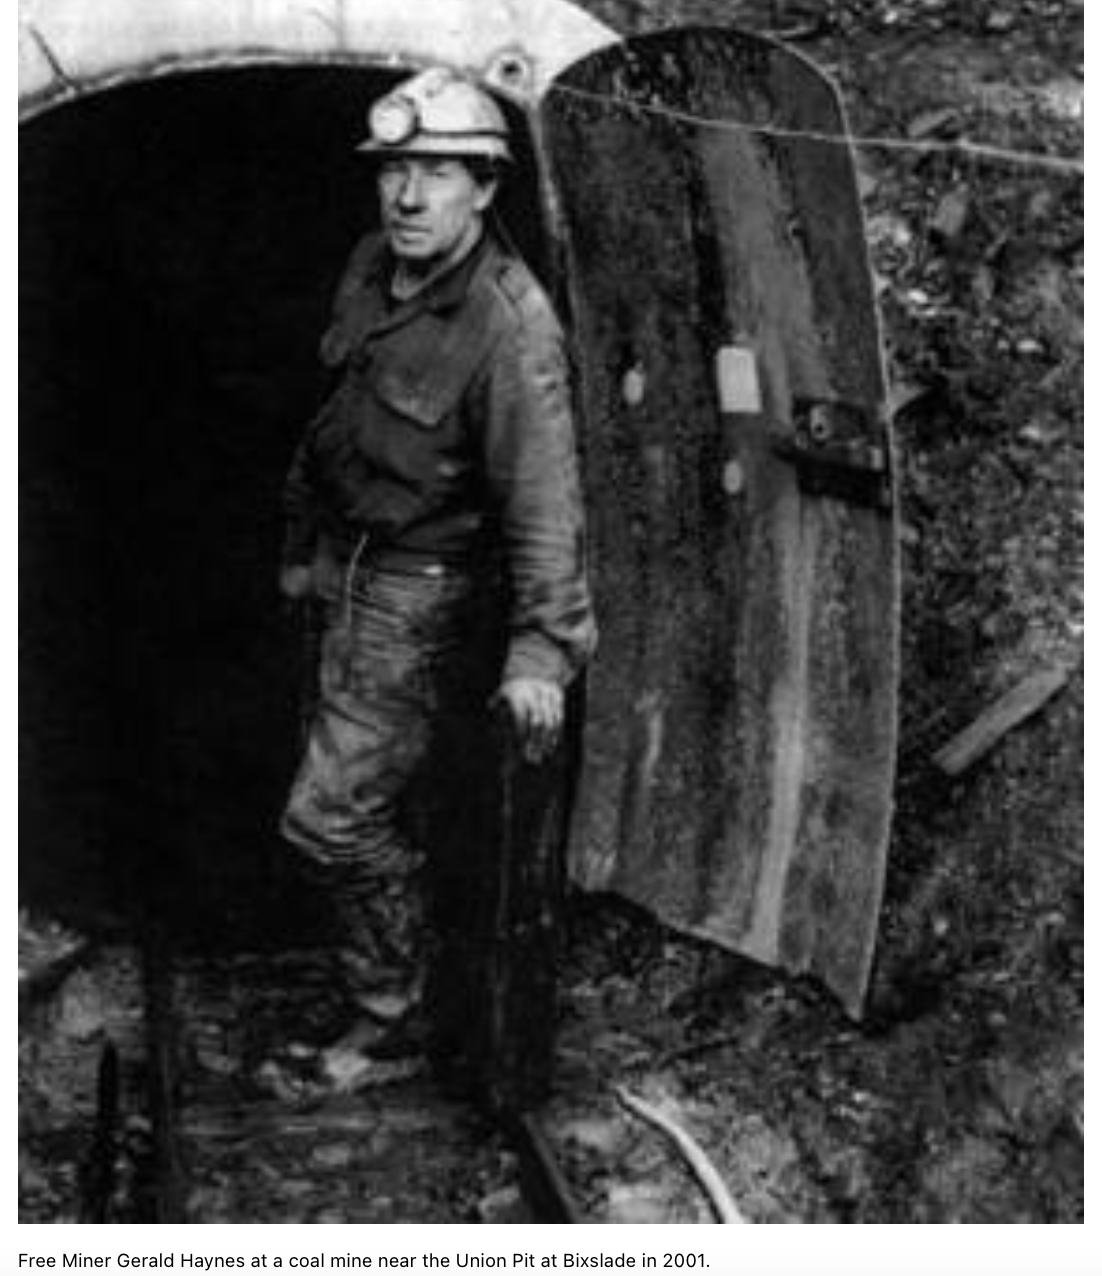 Free Miner Gerald Haynes at a coal mine near the Union Pit at Bixslade in 2001.